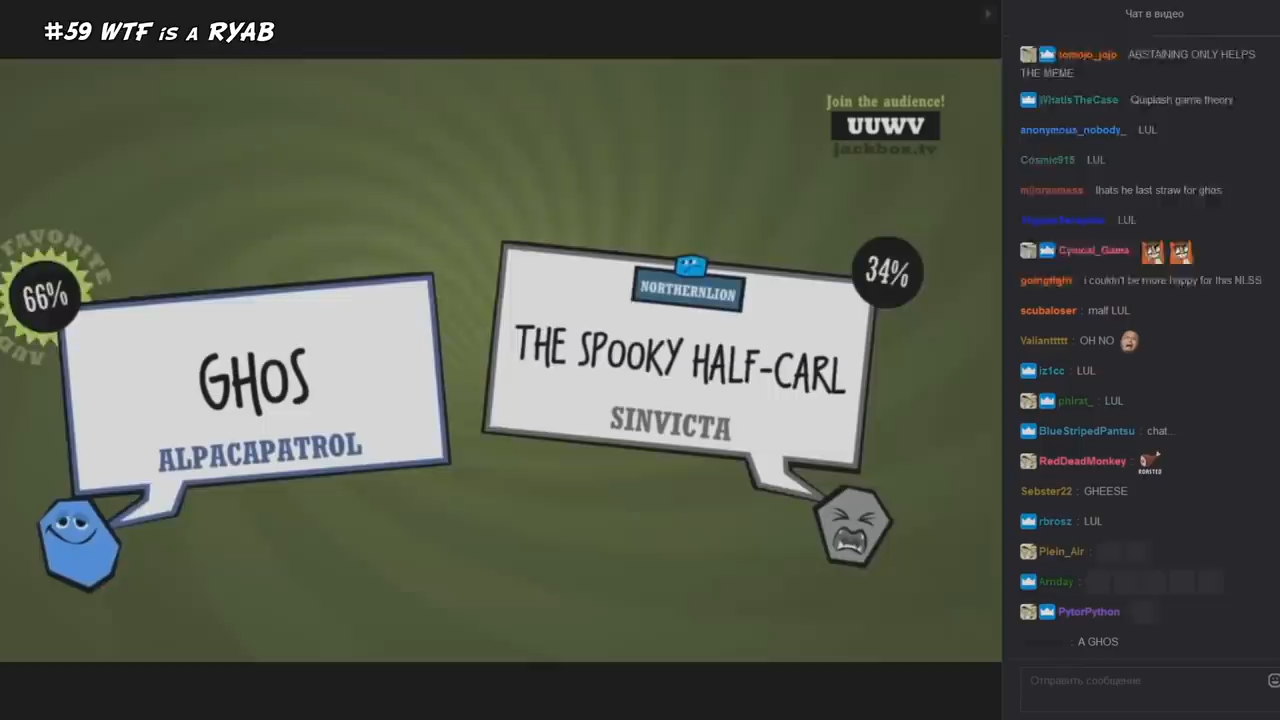 #59 WTF IS A RYAB
Join the audience!
UUWV
jackbox.tv
FAVORITE
66%
GHOS
ALPACAPATROL
NORTHERNLION
34%
THE SPOOKY HALF-CARL
SINVICTA
Чат в видео
tomojo_jojo ABSTAINING ONLY HELPS
THE MEME
WhatIsTheCase Quiplash game theory
anonymous_nobody_ LUL
Cosmic915 LUL
thats he last straw for ghos
LUL
Cynical_Gama
goingtight i couldn't be more happy for this NLSS
scubaloser : malf LUL
Valianttttt : OH NO
iz1cc : LUL
phirat_ : LUL
BlueStripedPantsu : chat..
RedDeadMonkey : ROASTED
Sebster22 : GHEESE
rbrosz : LUL
Plein_Air :
Arnday :
PytorPython
: A GHOS
Отправить сообщение